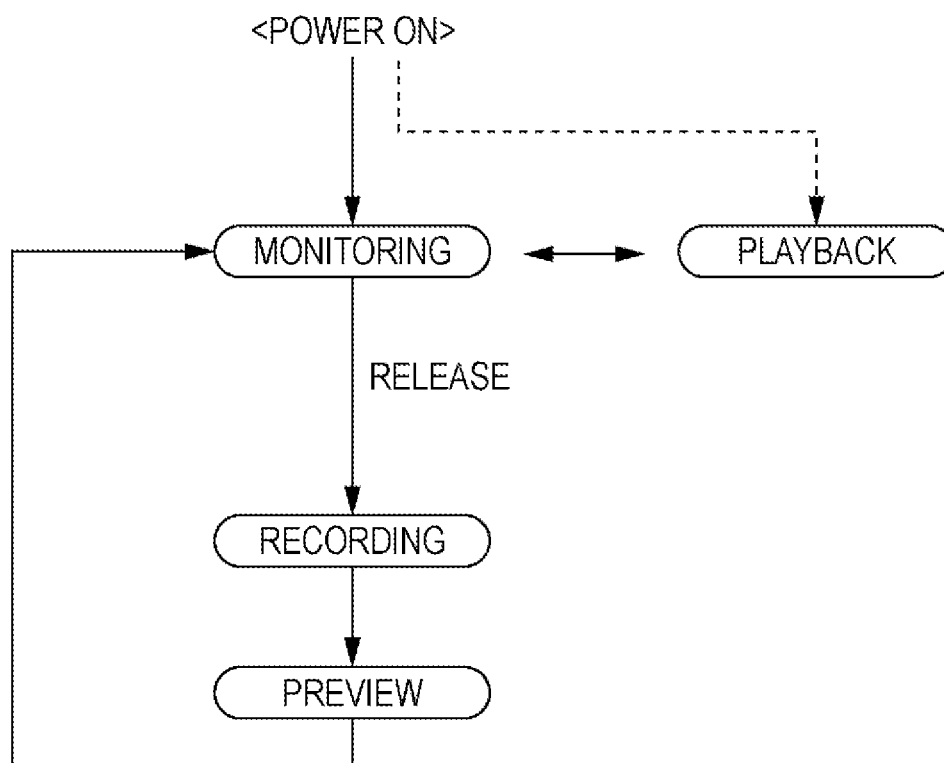 <POWER ON>
MONITORING
PLAYBACK
RELEASE
RECORDING
PREVIEW